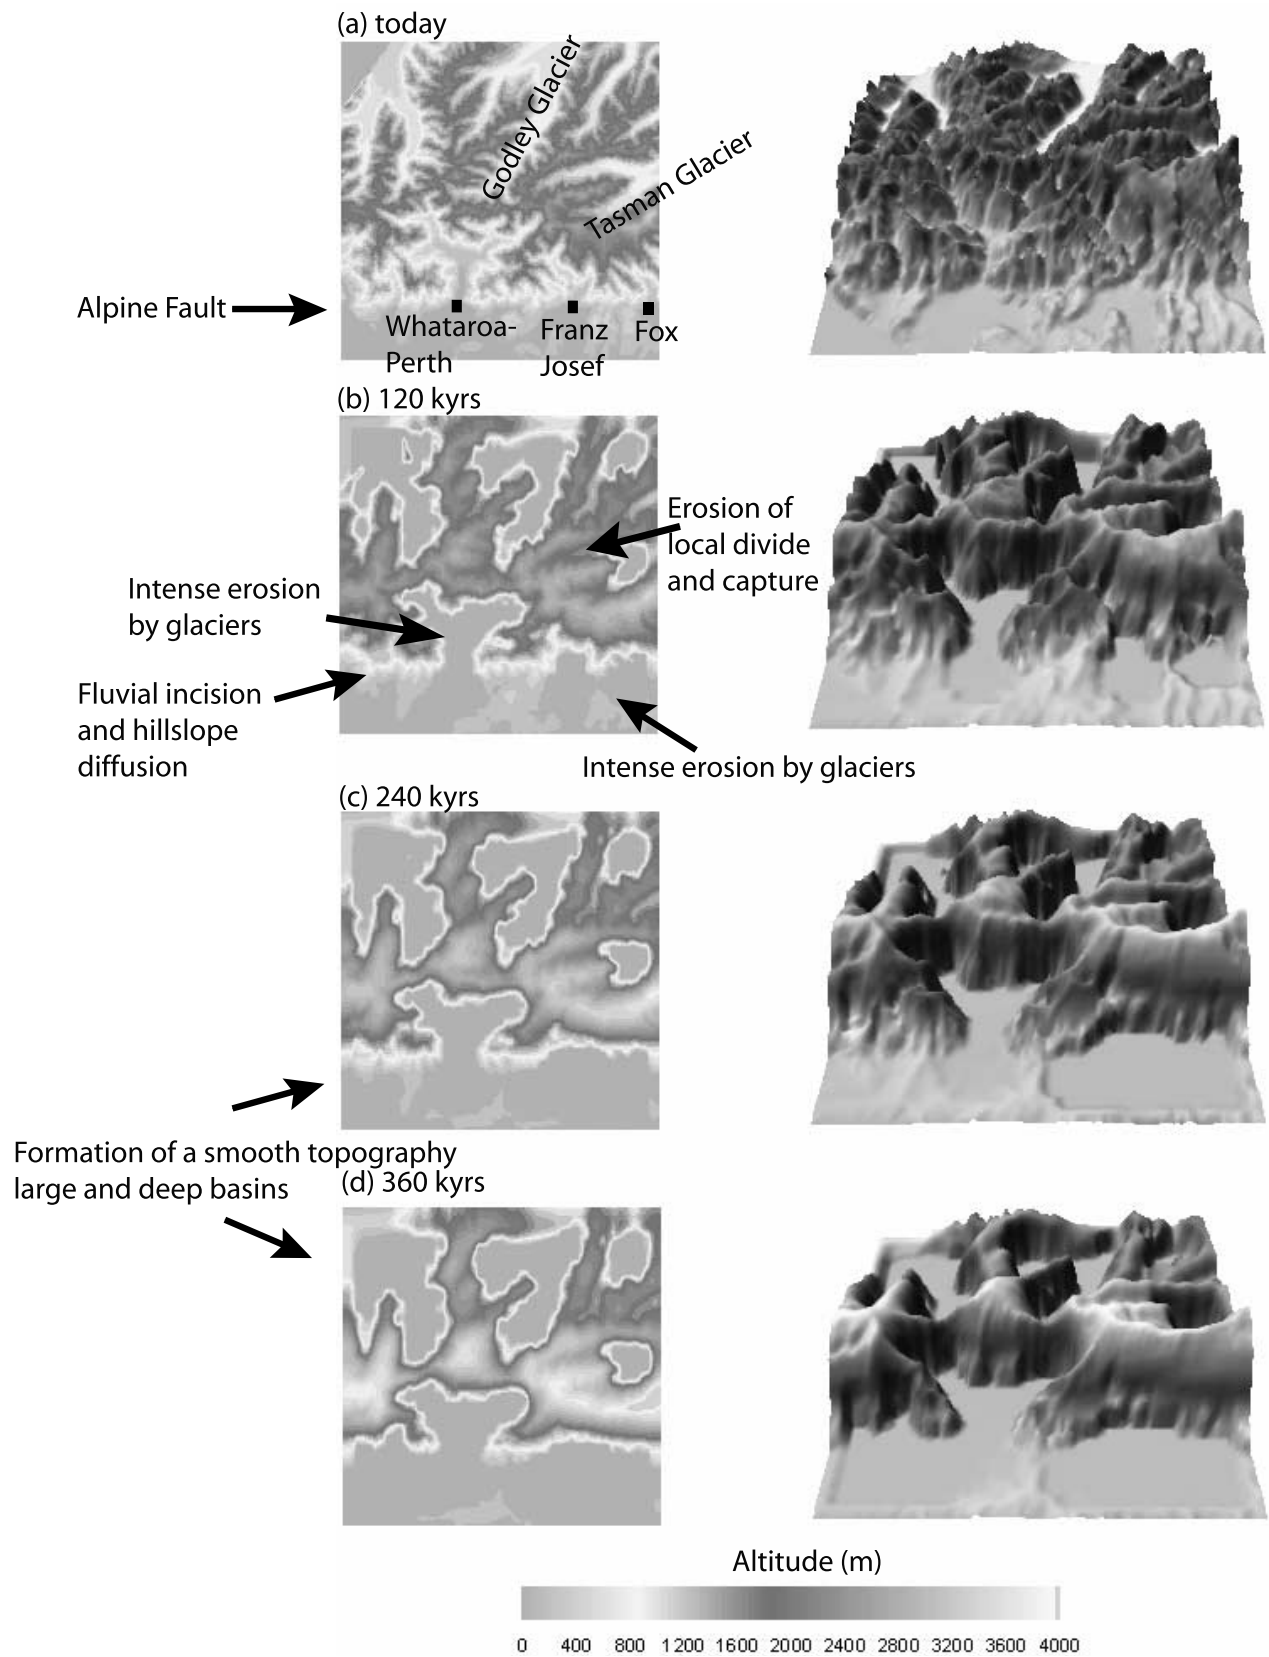 (a) today
Godley Glacier
Tasman Glacier
Alpine Fault
Whataroa-
Perth
Franz
Josef
Fox
(b) 120 kyrs
Erosion of
local divide
and capture
Intense erosion
by glaciers
Fluvial incision
and hillslope
diffusion
Intense erosion by glaciers
(c) 240 kyrs
Formation of a smooth topography
large and deep basins
(d) 360 kyrs
Altitude (m)
0 400 800 1200 1600 2000 2400 2800 3200 3600 4000